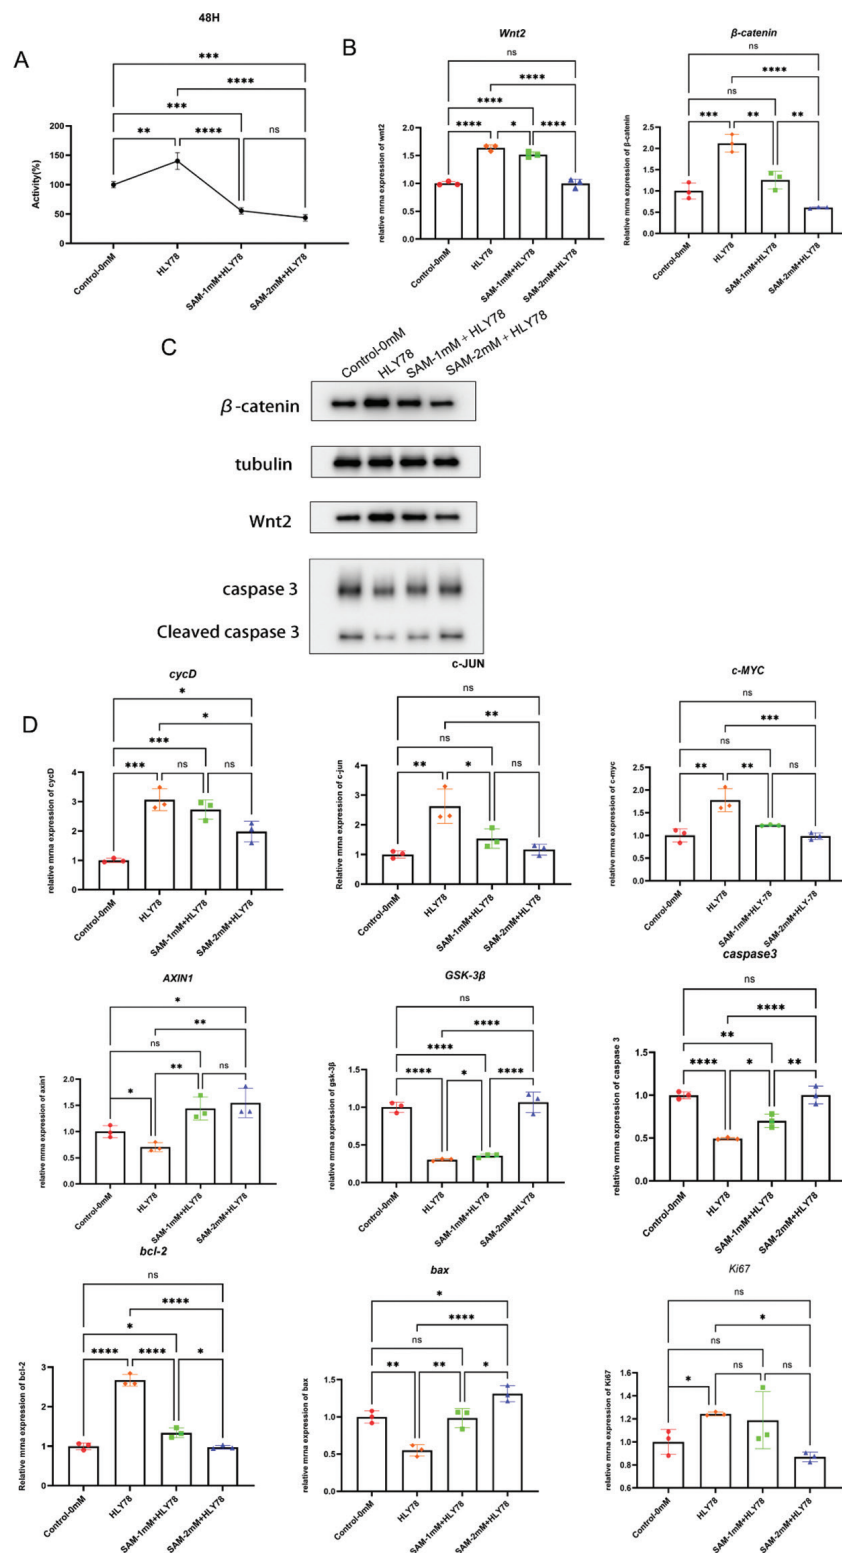 48H
A
***
****
***
**
****
ns
Activity(%)
150
100
50
0
Control-0mM
HLY78
SAM-1mM+HLY78
SAM-2mM+HLY78
B
Wnt2
ns
****
****
****
*
****
relative mrna expression of wnt2
2.0
1.5
1.0
0.5
0.0
Control-0mM
HLY78
SAM-1mM+HLY78
SAM-2mM+HLY78
β-catenin
ns
****
ns
***
**
**
Relative mrna expression of β-catenin
2.5
2.0
1.5
1.0
0.5
0.0
Control-0mM
HLY78
SAM-1mM+HLY78
SAM-2mM+HLY78
C
Control-0mM
HLY78
SAM-1mM + HLY78
SAM-2mM + HLY78
β-catenin
tubulin
Wnt2
caspase 3
Cleaved caspase 3
D
cycD
*
*
***
***
ns
ns
relative mrna expression of cycD
4
3
2
1
0
Control-0mM
HLY78
SAM-1mM+HLY78
SAM-2mM+HLY78
c-JUN
ns
**
ns
**
*
ns
Relative mrna expression of c-jun
4
3
2
1
0
Control-0mM
HLY78
SAM-1mM+HLY78
SAM-2mM+HLY78
c-MYC
ns
***
ns
**
**
ns
relative mrna expression of c-myc
2.5
2.0
1.5
1.0
0.5
0.0
Control-0mM
HLY78
SAM-1mM+HLY-78
SAM-2mM+HLY-78
AXIN1
*
**
ns
*
**
ns
relative mrna expression of axin1
2.0
1.5
1.0
0.5
0.0
Control-0mM
HLY78
SAM-1mM+HLY78
SAM-2mM+HLY78
GSK-3β
ns
****
****
****
*
****
relative mrna expression of gsk-3β
1.5
1.0
0.5
0.0
Control-0mM
HLY78
SAM-1mM+HLY78
SAM-2mM+HLY78
caspase3
ns
****
**
****
*
**
relative mrna expression of caspase 3
1.5
1.0
0.5
0.0
Control-0mM
HLY78
SAM-1mM+HLY78
SAM-2mM+HLY78
bcl-2
ns
****
*
****
****
*
Relative mrna expression of bcl-2
3
2
1
0
Control-0mM
HLY78
SAM-1mM+HLY78
SAM-2mM+HLY78
bax
*
****
ns
**
**
*
relative mrna expression of bax
1.5
1.0
0.5
0.0
Control-0mM
HLY78
SAM-1mM+HLY78
SAM-2mM+HLY78
Ki67
ns
*
ns
*
ns
ns
relative mrna expression of Ki67
1.6
1.4
1.2
1.0
0.8
0.6
Control-0mM
HLY78
SAM-1mM+HLY78
SAM-2mM+HLY78